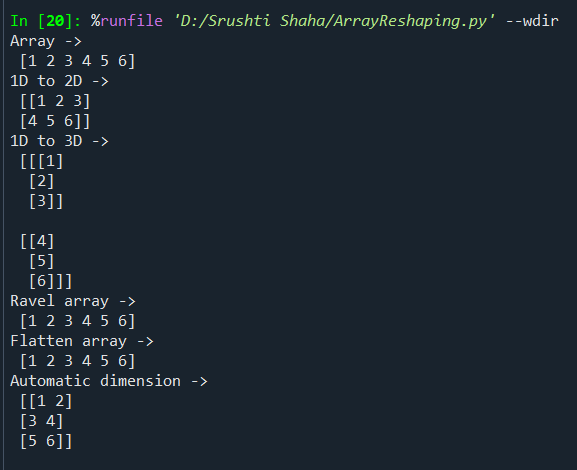 In [20]: %runfile 'D:/Srushti Shaha/ArrayReshaping.py' --wdir
Array ->
 [1 2 3 4 5 6]
1D to 2D ->
 [[1 2 3]
 [4 5 6]]
1D to 3D ->
 [[[1]
  [2]
  [3]]

 [[4]
  [5]
  [6]]]
Ravel array ->
 [1 2 3 4 5 6]
Flatten array ->
 [1 2 3 4 5 6]
Automatic dimension ->
 [[1 2]
 [3 4]
 [5 6]]